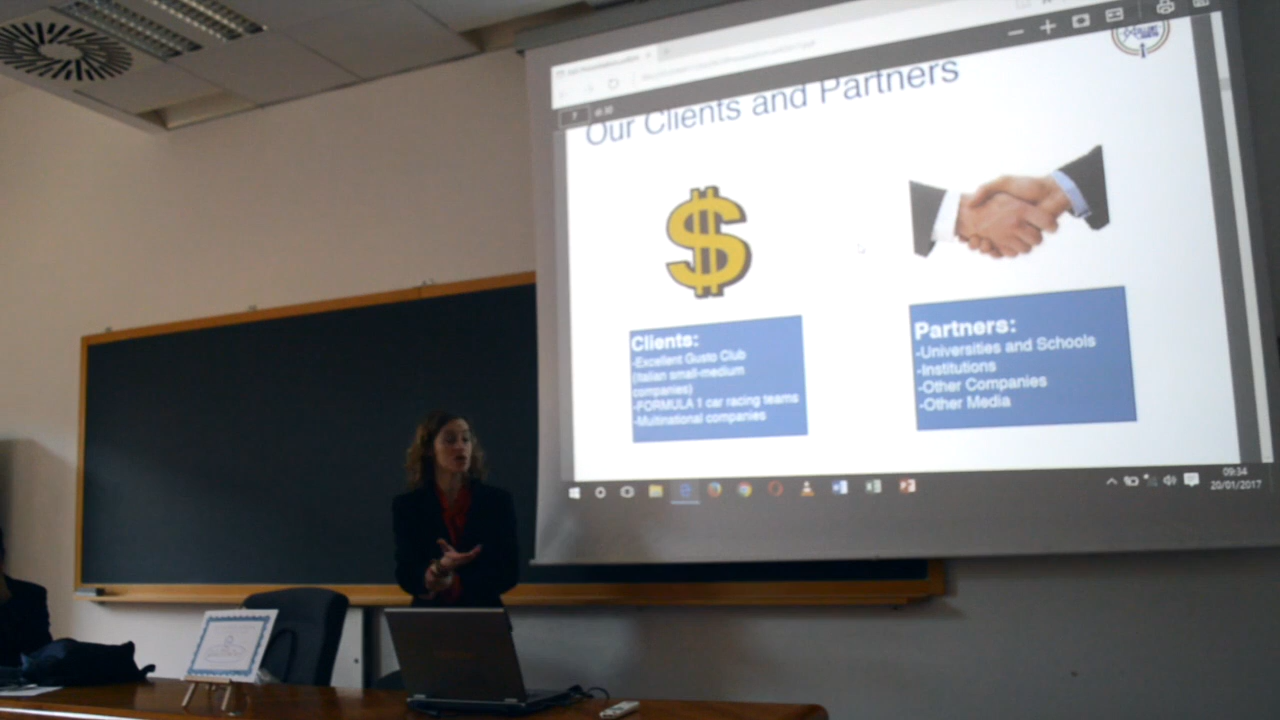 Our Clients and Partners
Clients:
-Excellent Gusto Club
(Italian small-medium
companies)
-FORMULA 1 car racing teams
-Multinational companies
Partners:
-Universities and Schools
-Institutions
-Other Companies
-Other Media
09:34
20/01/2017